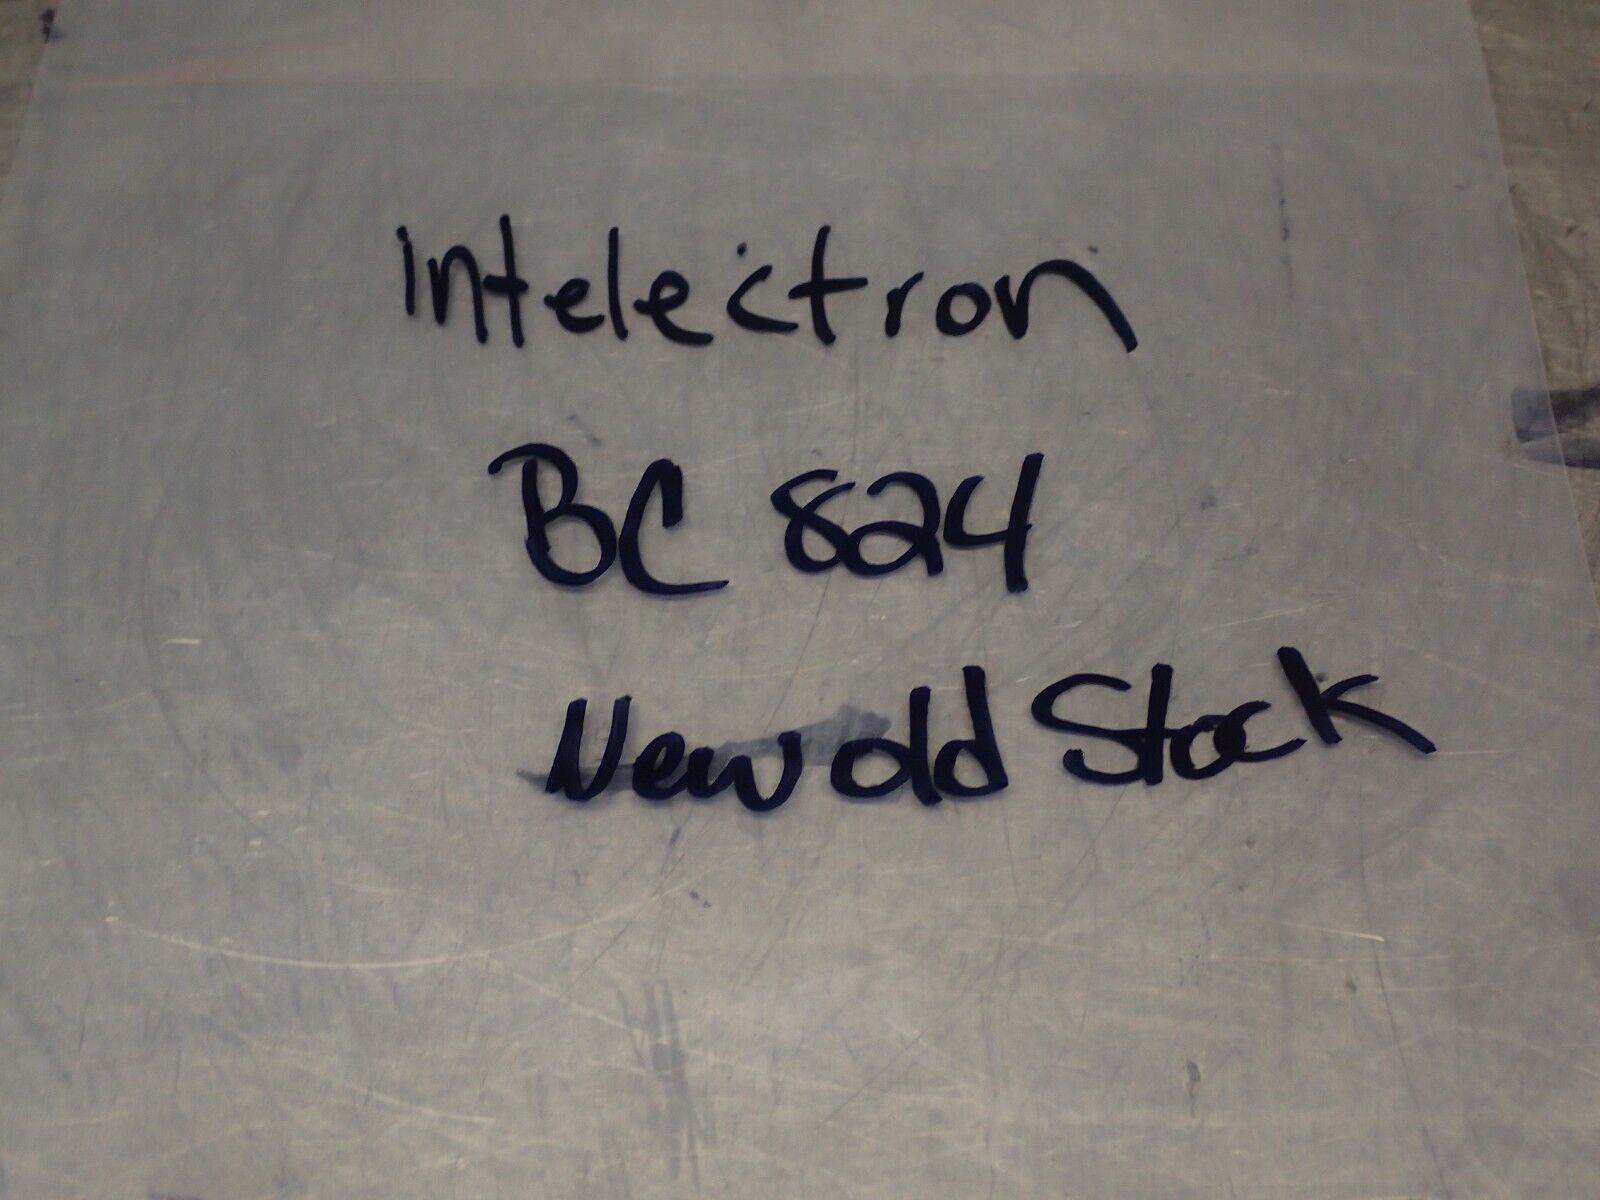 intelectron
BC 824
New old Stock